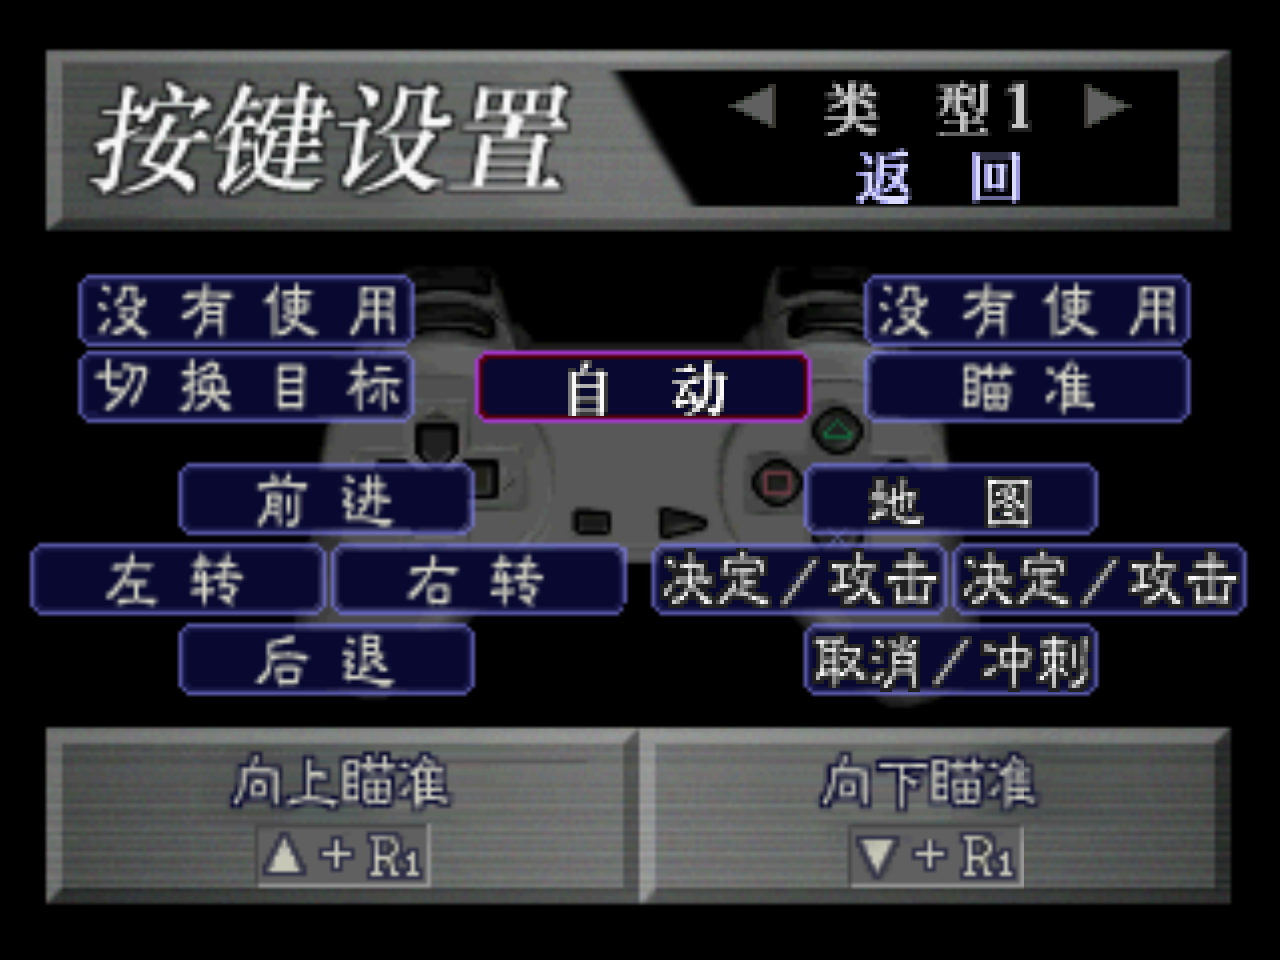 按键设置
◀ 类 型1 ▶
返 回
没有使用 没有使用
切换目标 自 动 瞄准
前进 地 图
左转 右转 决定/攻击 决定/攻击
后退 取消/冲刺
向上瞄准 向下瞄准
▲+R1 ▼+R1